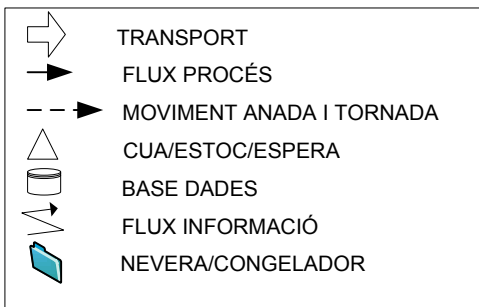 TRANSPORT
FLUX PROCÉS
MOVIMENT ANADA I TORNADA
CUA/ESTOC/ESPERA
BASE DADES
FLUX INFORMACIÓ
NEVERA/CONGELADOR